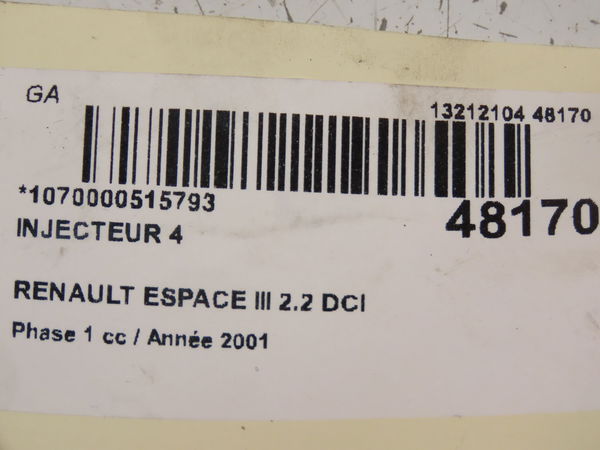 GA
13212104 48170
*1070000515793
48170
INJECTEUR 4
RENAULT ESPACE III 2.2 DCI
Phase 1 cc / Année 2001